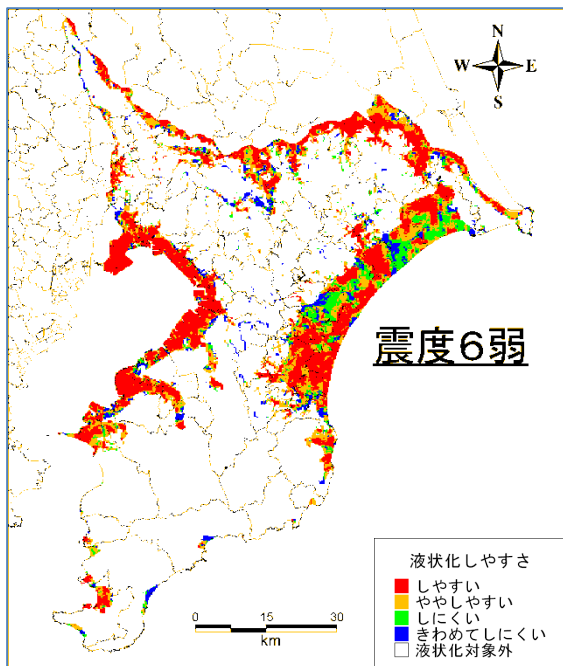 N
W E
S
震度6弱
液状化しやすさ
しやすい
ややしやすい
しにくい
きわめてしにくい
液状化対象外
0 15 30
km